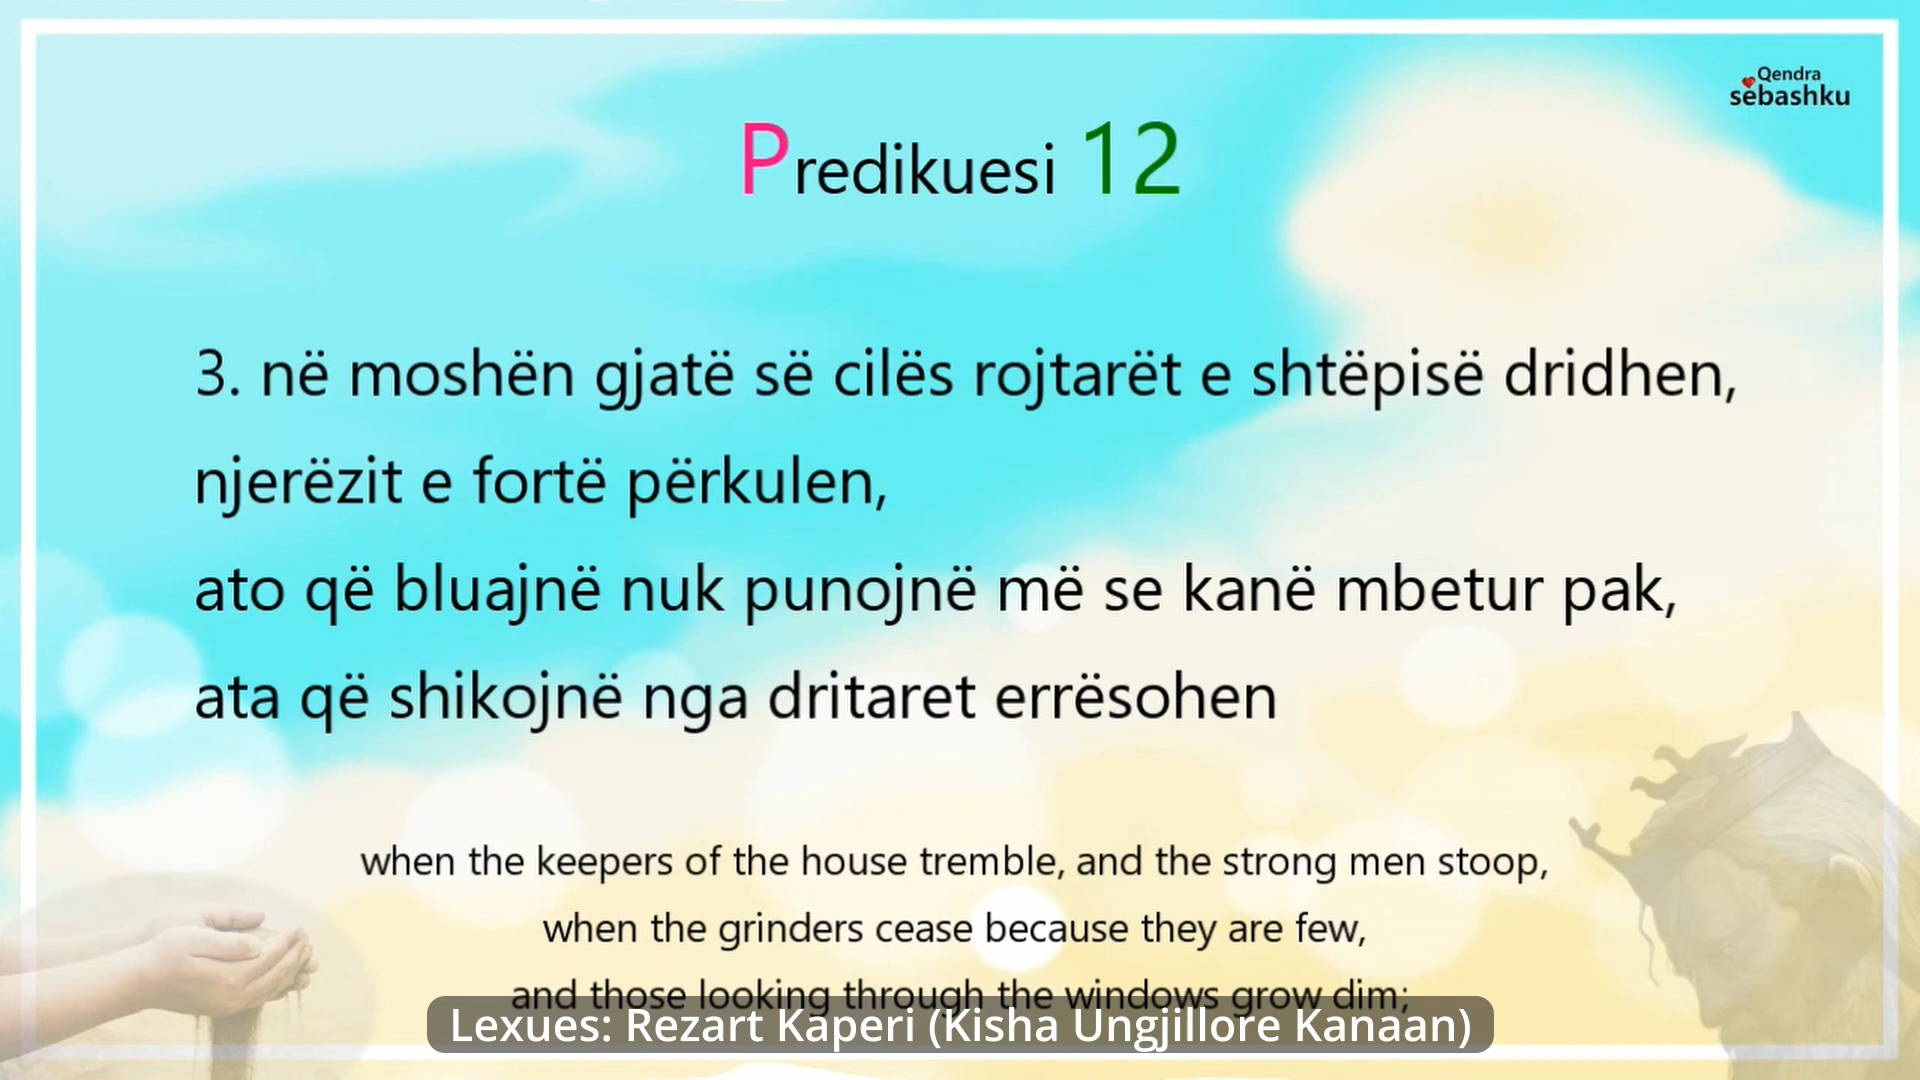 Qendra
sëbashku
Predikuesi 12
3. në moshën gjatë së cilës rojtarët e shtëpisë dridhen,
njerëzit e fortë përkulen,
ato që bluajnë nuk punojnë më se kanë mbetur pak,
ata që shikojnë nga dritaret errësohen
when the keepers of the house tremble, and the strong men stoop,
when the grinders cease because they are few,
and those looking through the windows grow dim;
Lexues: Rezart Kaperi (Kisha Ungjillore Kanaan)